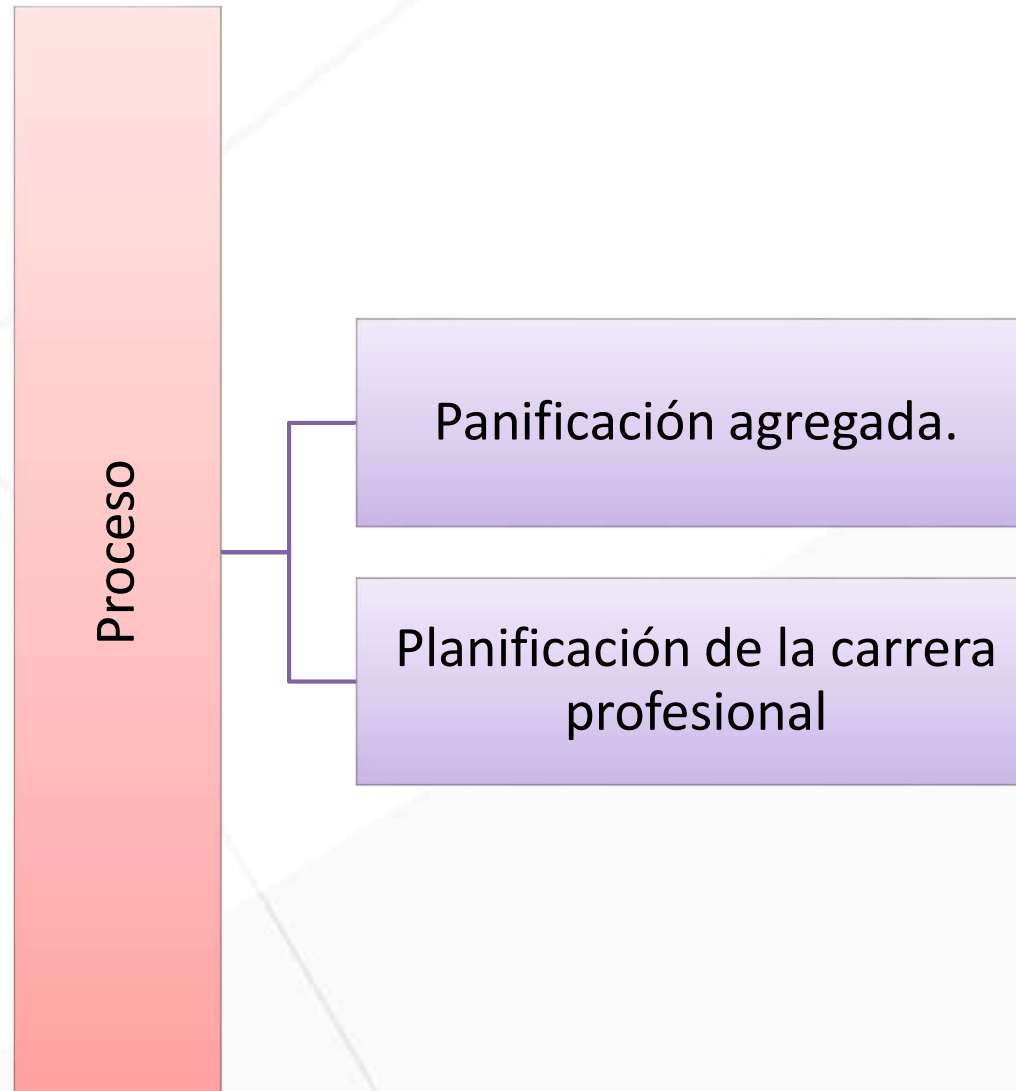 Proceso
Panificación agregada.
Planificación de la carrera
profesional